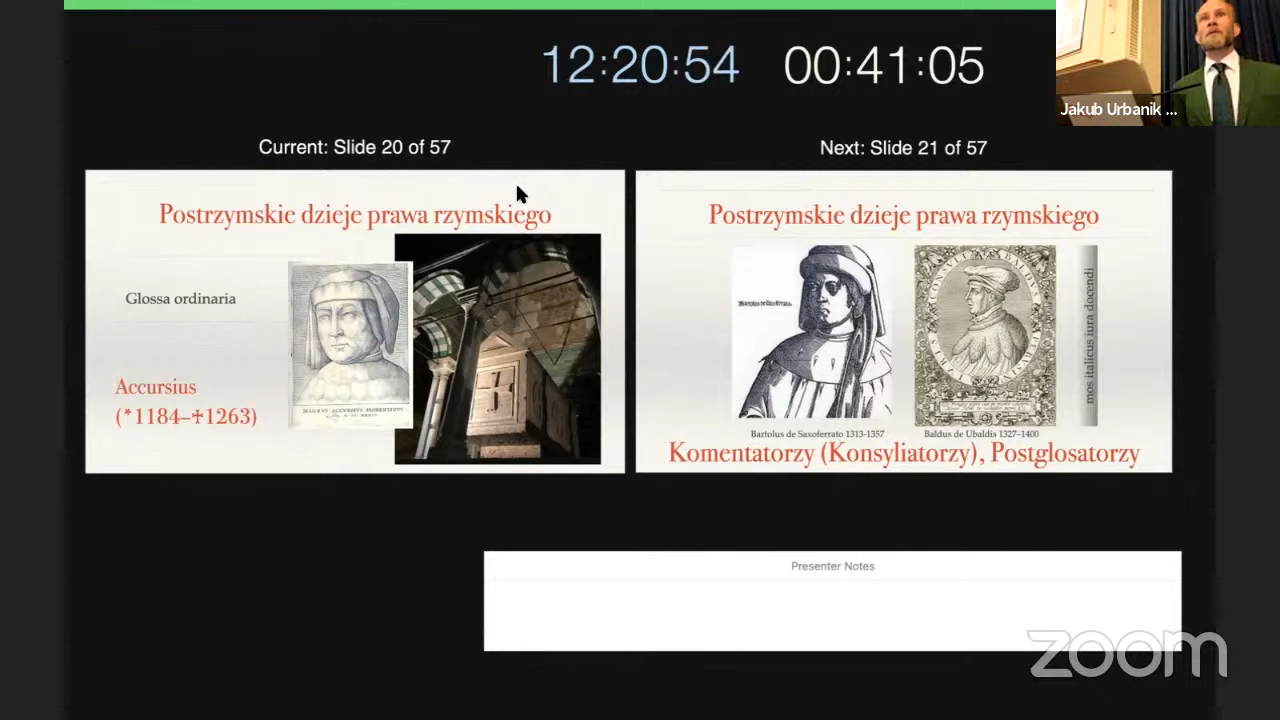 12:20:54 00:41:05
Jakub Urbanik ...
Current: Slide 20 of 57
Next: Slide 21 of 57
Postrzymskie dzieje prawa rzymskiego
Glossa ordinaria
Accursius
(*1184–✝1263)
Postrzymskie dzieje prawa rzymskiego
mos italicus iura docendi
Bartolus de Saxoferrato 1313-1357
Baldus de Ubaldis 1327–1400
Komentatorzy (Konsyliatorzy), Postglosatorzy
Presenter Notes
zoom